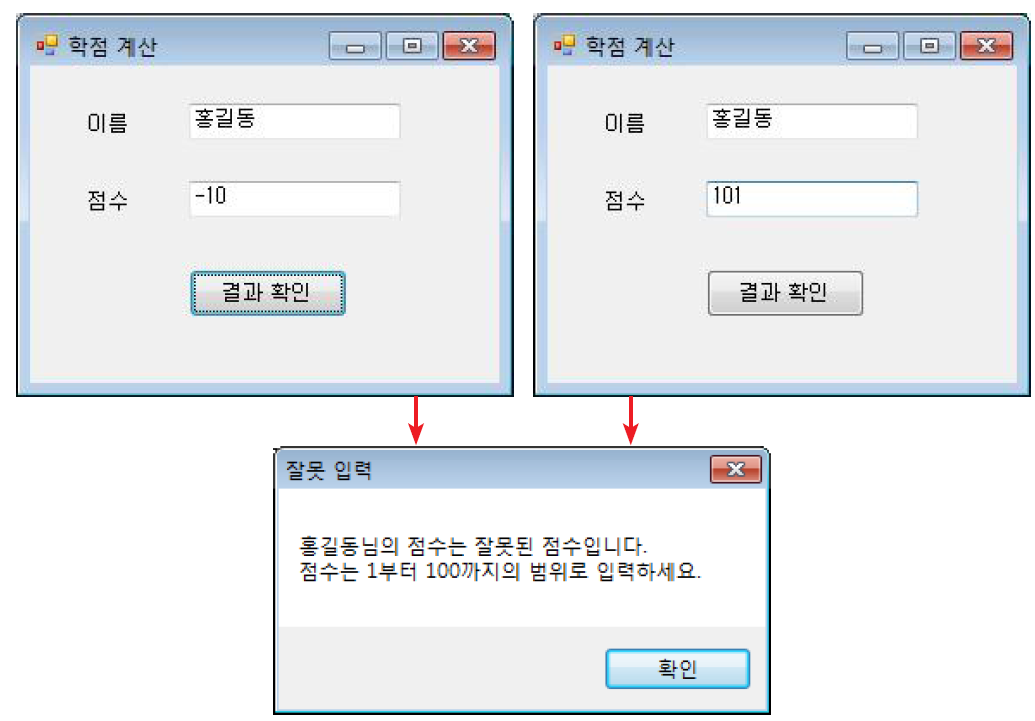 학점 계산
이름 홍길동
점수 -10
결과 확인
학점 계산
이름 홍길동
점수 101
결과 확인
잘못 입력
홍길동님의 점수는 잘못된 점수입니다.
점수는 1부터 100까지의 범위로 입력하세요.
확인